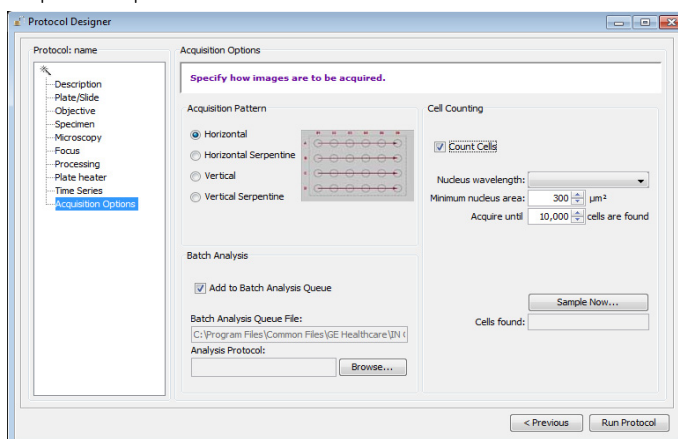 Protocol Designer
Protocol: name
Description
Plate/Slide
Objective
Specimen
Microscopy
Focus
Processing
Plate heater
Time Series
Acquisition Options
Acquisition Options
Specify how images are to be acquired.
Acquisition Pattern
Horizontal
Horizontal Serpentine
Vertical
Vertical Serpentine
Cell Counting
Count Cells
Nucleus wavelength:
Minimum nucleus area: 300 µm²
Acquire until 10,000 cells are found
Sample Now...
Cells found:
Batch Analysis
Add to Batch Analysis Queue
Batch Analysis Queue File:
C:\Program Files\Common Files\GE Healthcare\IN
Analysis Protocol:
Browse...
< Previous Run Protocol